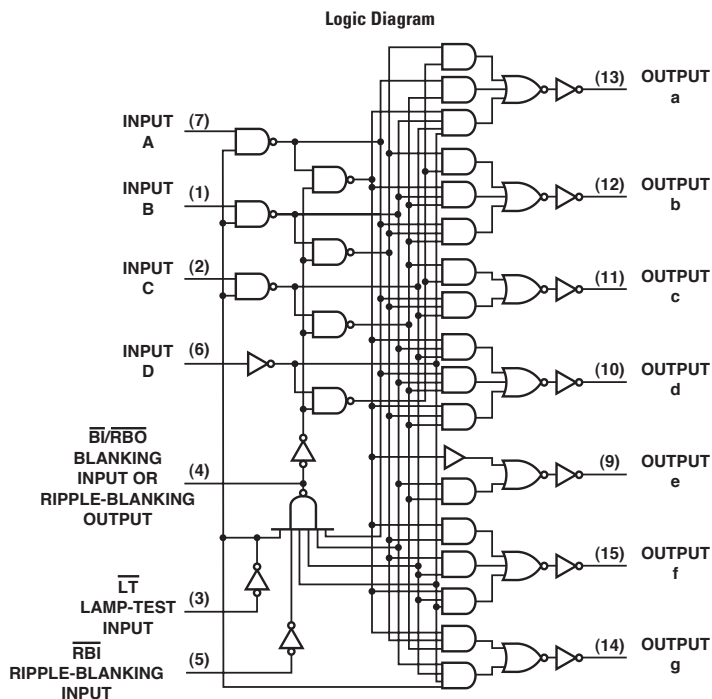 Logic Diagram
(13) OUTPUT
a
INPUT (7)
A
INPUT (1)
B
(12) OUTPUT
b
INPUT (2)
C
(11) OUTPUT
c
INPUT (6)
D
(10) OUTPUT
d
BI/RBO
BLANKING
INPUT OR (4)
RIPPLE-BLANKING
OUTPUT
(9) OUTPUT
e
(15) OUTPUT
f
LT
LAMP-TEST (3)
INPUT
RBI
RIPPLE-BLANKING (5)
INPUT
(14) OUTPUT
g